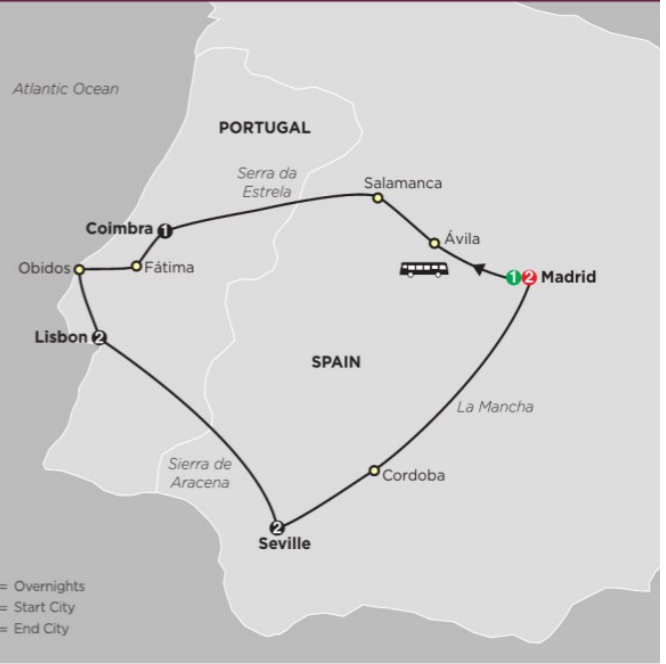 Atlantic Ocean
PORTUGAL
Serra da
Estrela
Salamanca
Coimbra 1
Ávila
Obidos
Fátima
1 2 Madrid
Lisbon 2
SPAIN
La Mancha
Sierra de
Aracena
Cordoba
2
Seville
= Overnights
= Start City
= End City